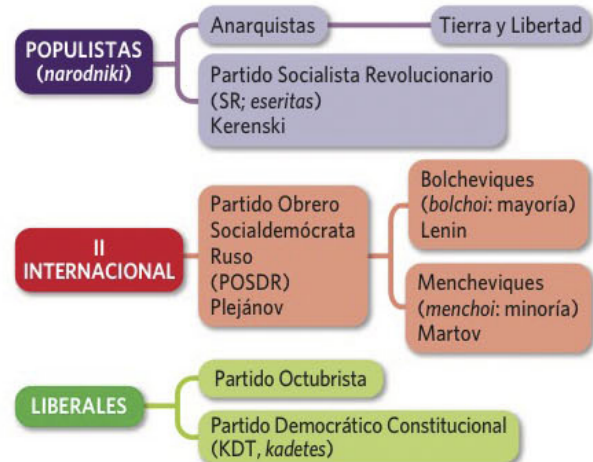 POPULISTAS
(narodniki)
Anarquistas
Tierra y Libertad
Partido Socialista Revolucionario
(SR; eseritas)
Kerenski
II
INTERNACIONAL
Partido Obrero
Socialdemócrata
Ruso
(POSDR)
Plejánov
Bolcheviques
(bolchoi: mayoría)
Lenin
Mencheviques
(menchoi: minoría)
Martov
LIBERALES
Partido Octubrista
Partido Democrático Constitucional
(KDT, kadetes)